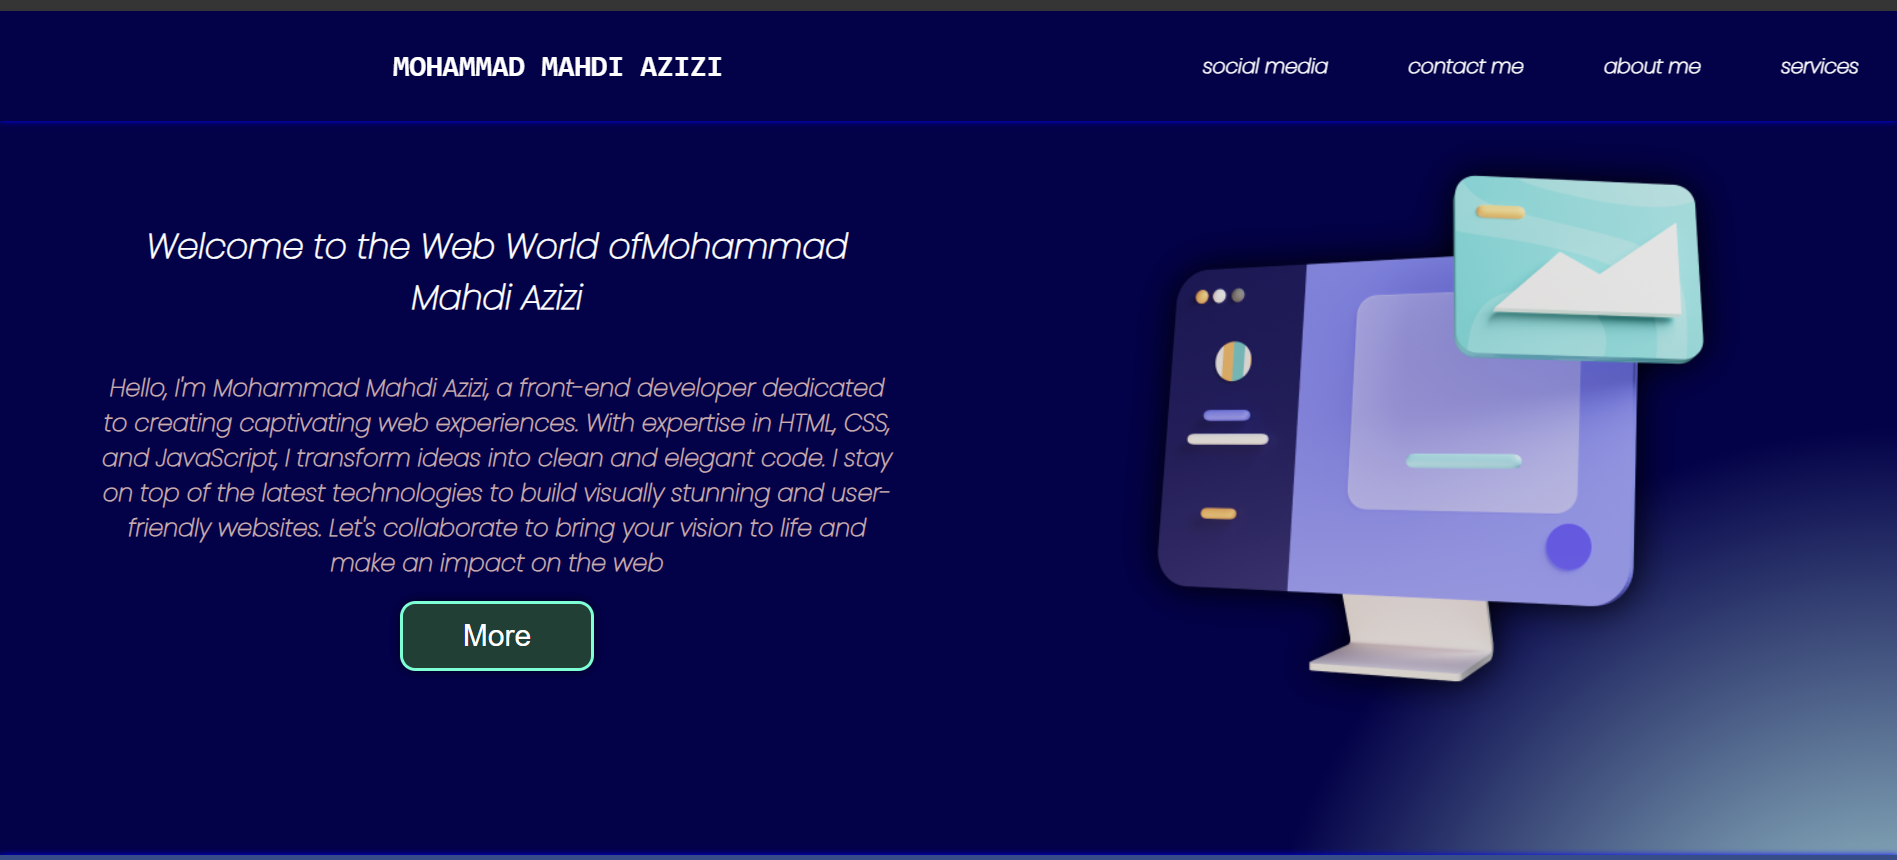 MOHAMMAD MAHDI AZIZI
social media
contact me
about me
services
Welcome to the Web World ofMohammad
Mahdi Azizi
Hello, I'm Mohammad Mahdi Azizi, a front-end developer dedicated
to creating captivating web experiences. With expertise in HTML, CSS,
and JavaScript, I transform ideas into clean and elegant code. I stay
on top of the latest technologies to build visually stunning and user-
friendly websites. Let's collaborate to bring your vision to life and
make an impact on the web
More